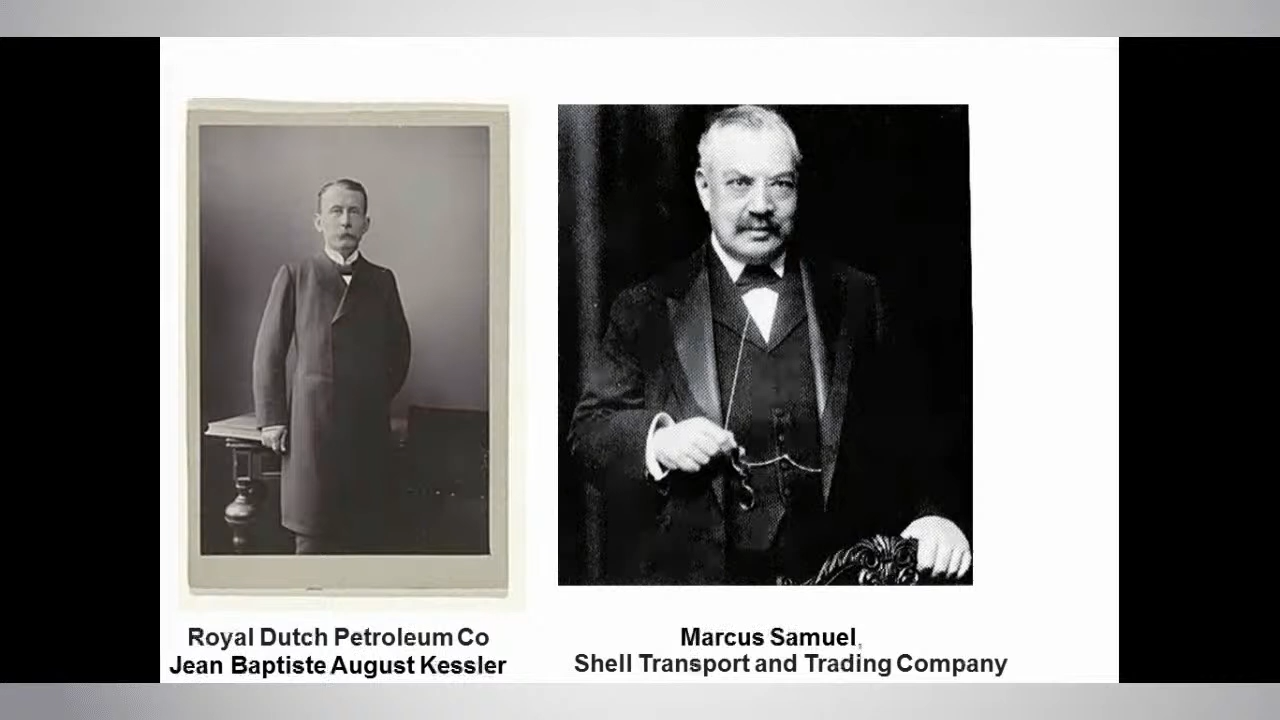 Royal Dutch Petroleum Co
Jean Baptiste August Kessler
Marcus Samuel,
Shell Transport and Trading Company